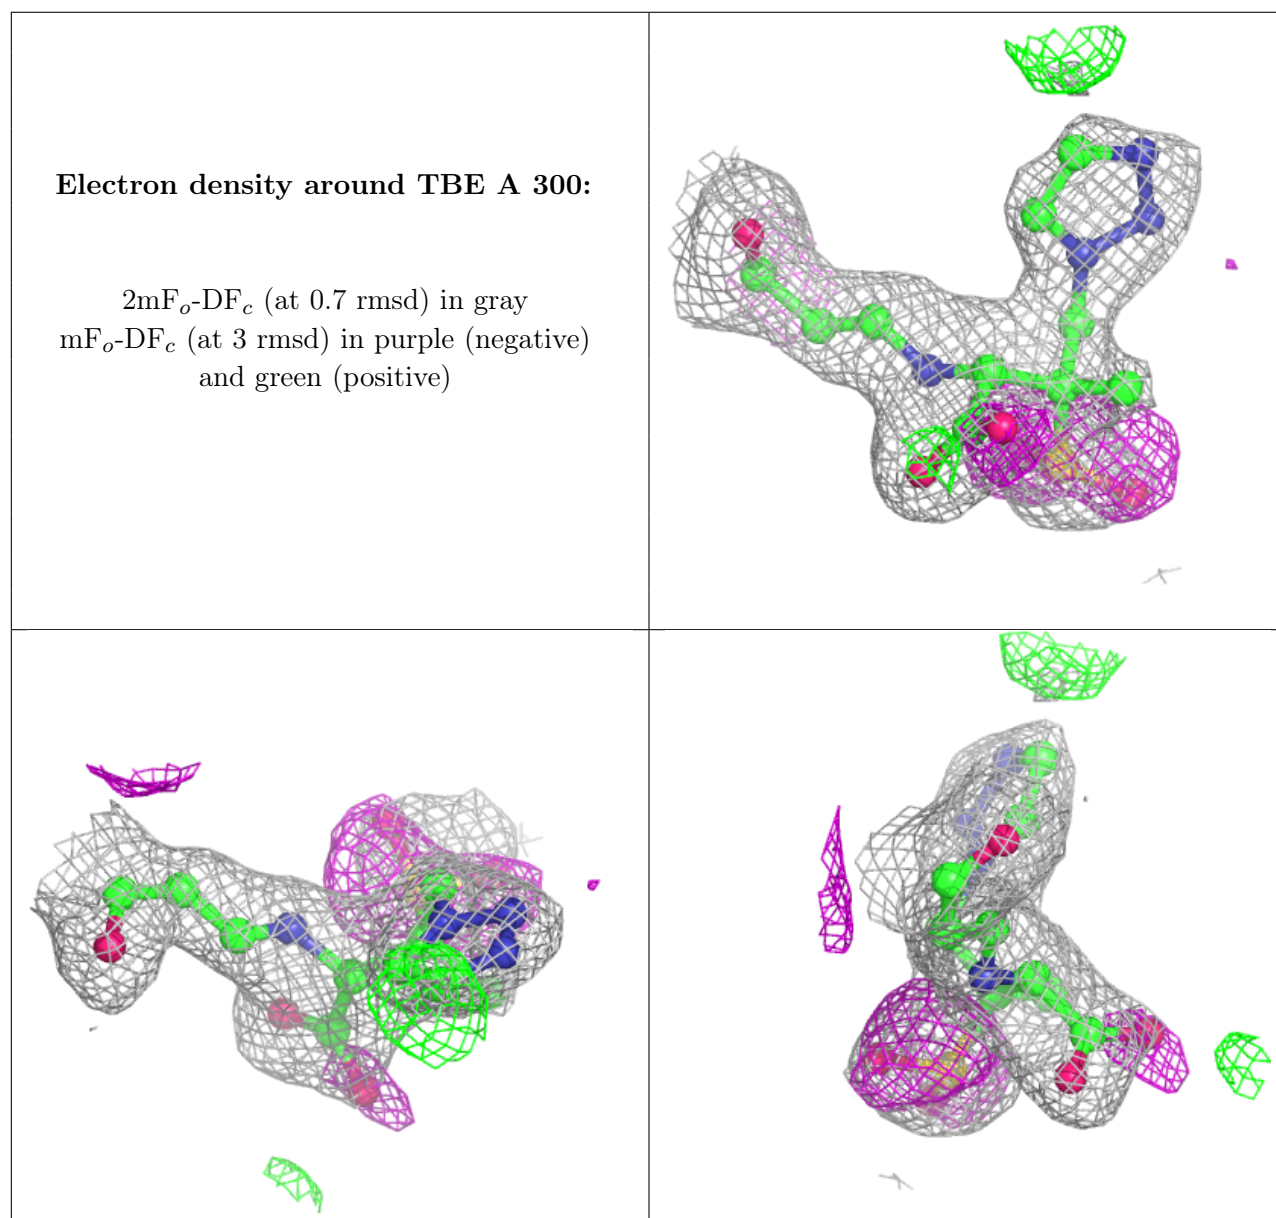 Electron density around TBE A 300:
2mFo-DFc (at 0.7 rmsd) in gray
mFo-DFc (at 3 rmsd) in purple (negative)
and green (positive)